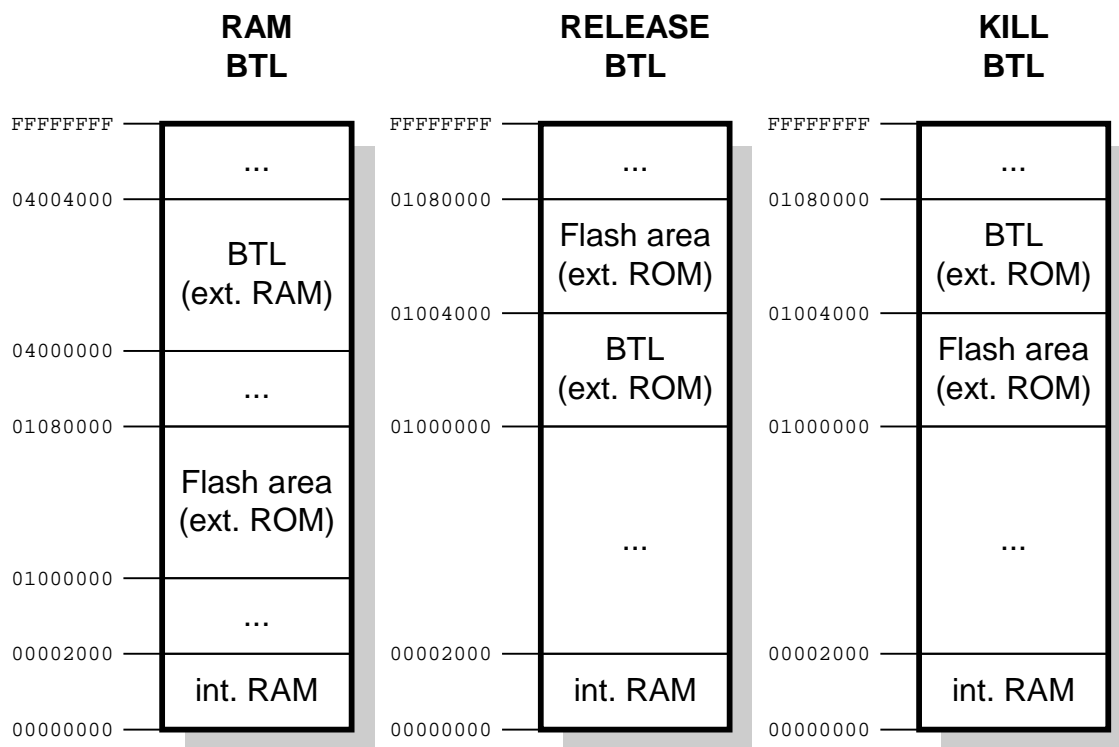 RAM
BTL
FFFFFFFF
...
04004000
BTL
(ext. RAM)
04000000
...
01080000
Flash area
(ext. ROM)
01000000
...
00002000
int. RAM
00000000
RELEASE
BTL
FFFFFFFF
...
01080000
Flash area
(ext. ROM)
01004000
BTL
(ext. ROM)
01000000
...
00002000
int. RAM
00000000
KILL
BTL
FFFFFFFF
...
01080000
BTL
(ext. ROM)
01004000
Flash area
(ext. ROM)
01000000
...
00002000
int. RAM
00000000